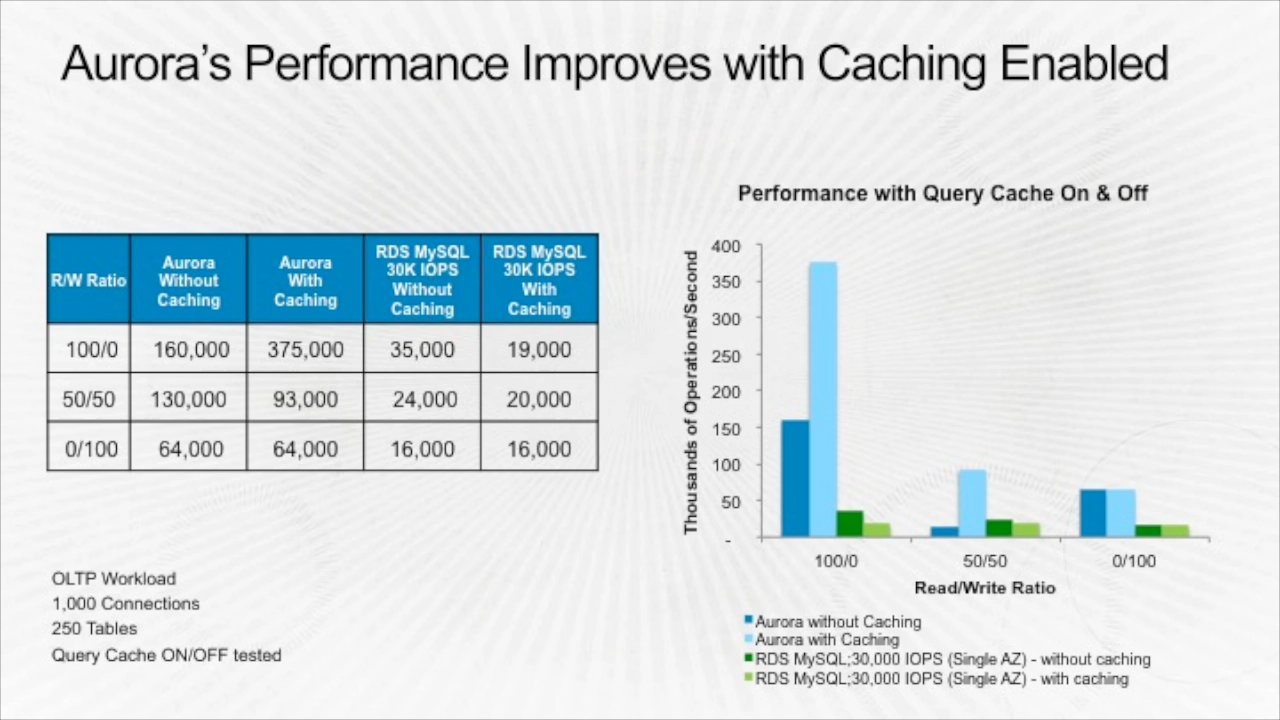 Aurora's Performance Improves with Caching Enabled
R/W Ratio
Aurora
Without
Caching
Aurora
With
Caching
RDS MySQL
30K IOPS
Without
Caching
RDS MySQL
30K IOPS
With
Caching
100/0 160,000 375,000 35,000 19,000
50/50 130,000 93,000 24,000 20,000
0/100 64,000 64,000 16,000 16,000
OLTP Workload
1,000 Connections
250 Tables
Query Cache ON/OFF tested
Performance with Query Cache On & Off
Thousands of Operations/Second
400
350
300
250
200
150
100
50
-
100/0 50/50 0/100
Read/Write Ratio
Aurora without Caching
Aurora with Caching
RDS MySQL;30,000 IOPS (Single AZ) - without caching
RDS MySQL;30,000 IOPS (Single AZ) - with caching